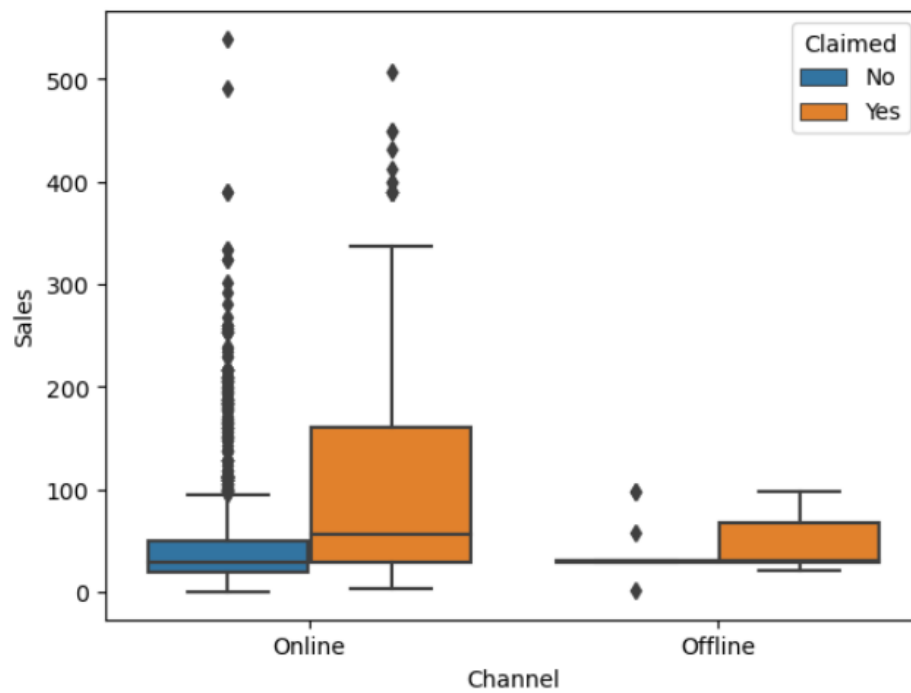 Claimed
No
Yes
500
400
300
200
100
0
Sales
Online
Offline
Channel